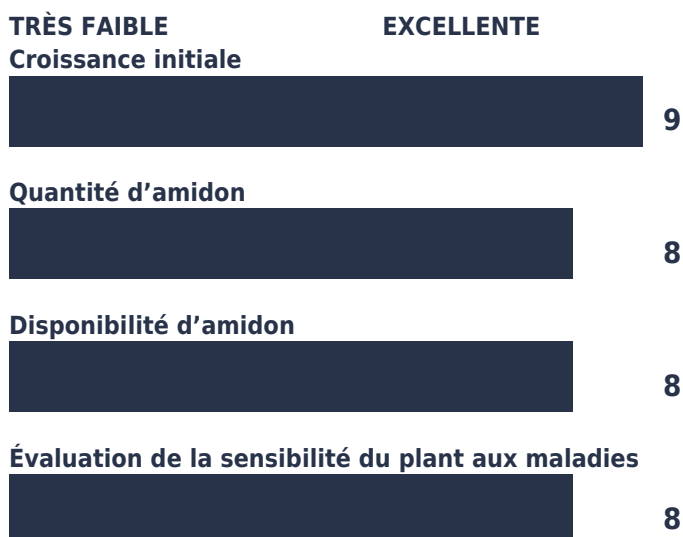 TRÈS FAIBLE EXCELLENTE
Croissance initiale
9
Quantité d’amidon
8
Disponibilité d’amidon
8
Évaluation de la sensibilité du plant aux maladies
8